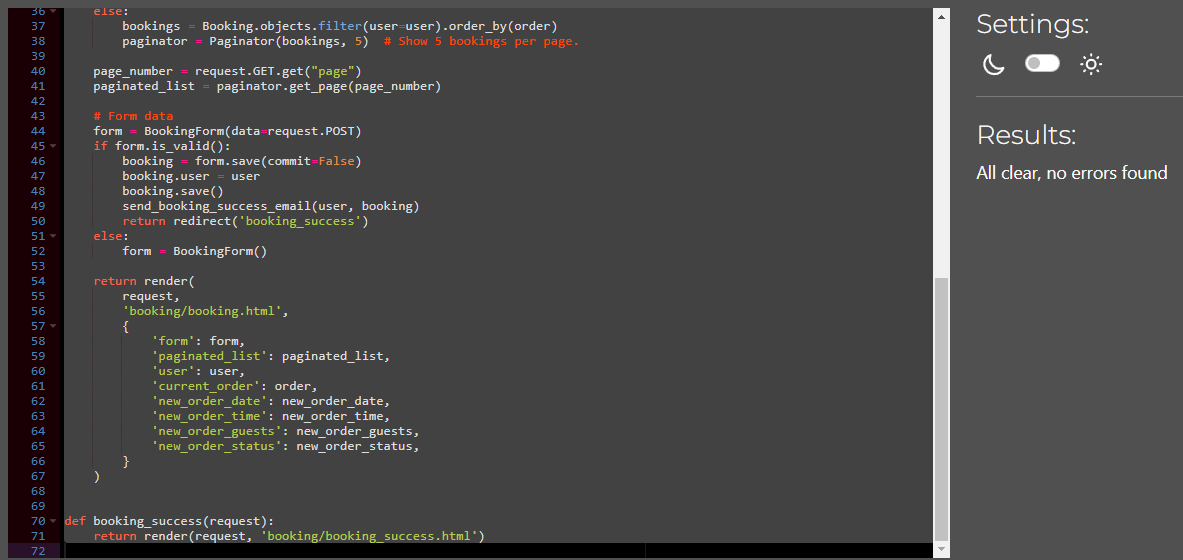 36 else:
37 bookings = Booking.objects.filter(user=user).order_by(order)
38 paginator = Paginator(bookings, 5)  # Show 5 bookings per page.
39
40 page_number = request.GET.get("page")
41 paginated_list = paginator.get_page(page_number)
42
43 # Form data
44 form = BookingForm(data=request.POST)
45 if form.is_valid():
46 booking = form.save(commit=False)
47 booking.user = user
48 booking.save()
49 send_booking_success_email(user, booking)
50 return redirect('booking_success')
51 else:
52 form = BookingForm()
53
54 return render(
55 request,
56 'booking/booking.html',
57 {
58 'form': form,
59 'paginated_list': paginated_list,
60 'user': user,
61 'current_order': order,
62 'new_order_date': new_order_date,
63 'new_order_time': new_order_time,
64 'new_order_guests': new_order_guests,
65 'new_order_status': new_order_status,
66 }
67 )
68
69
70 def booking_success(request):
71 return render(request, 'booking/booking_success.html')
72
Settings:
Results:
All clear, no errors found